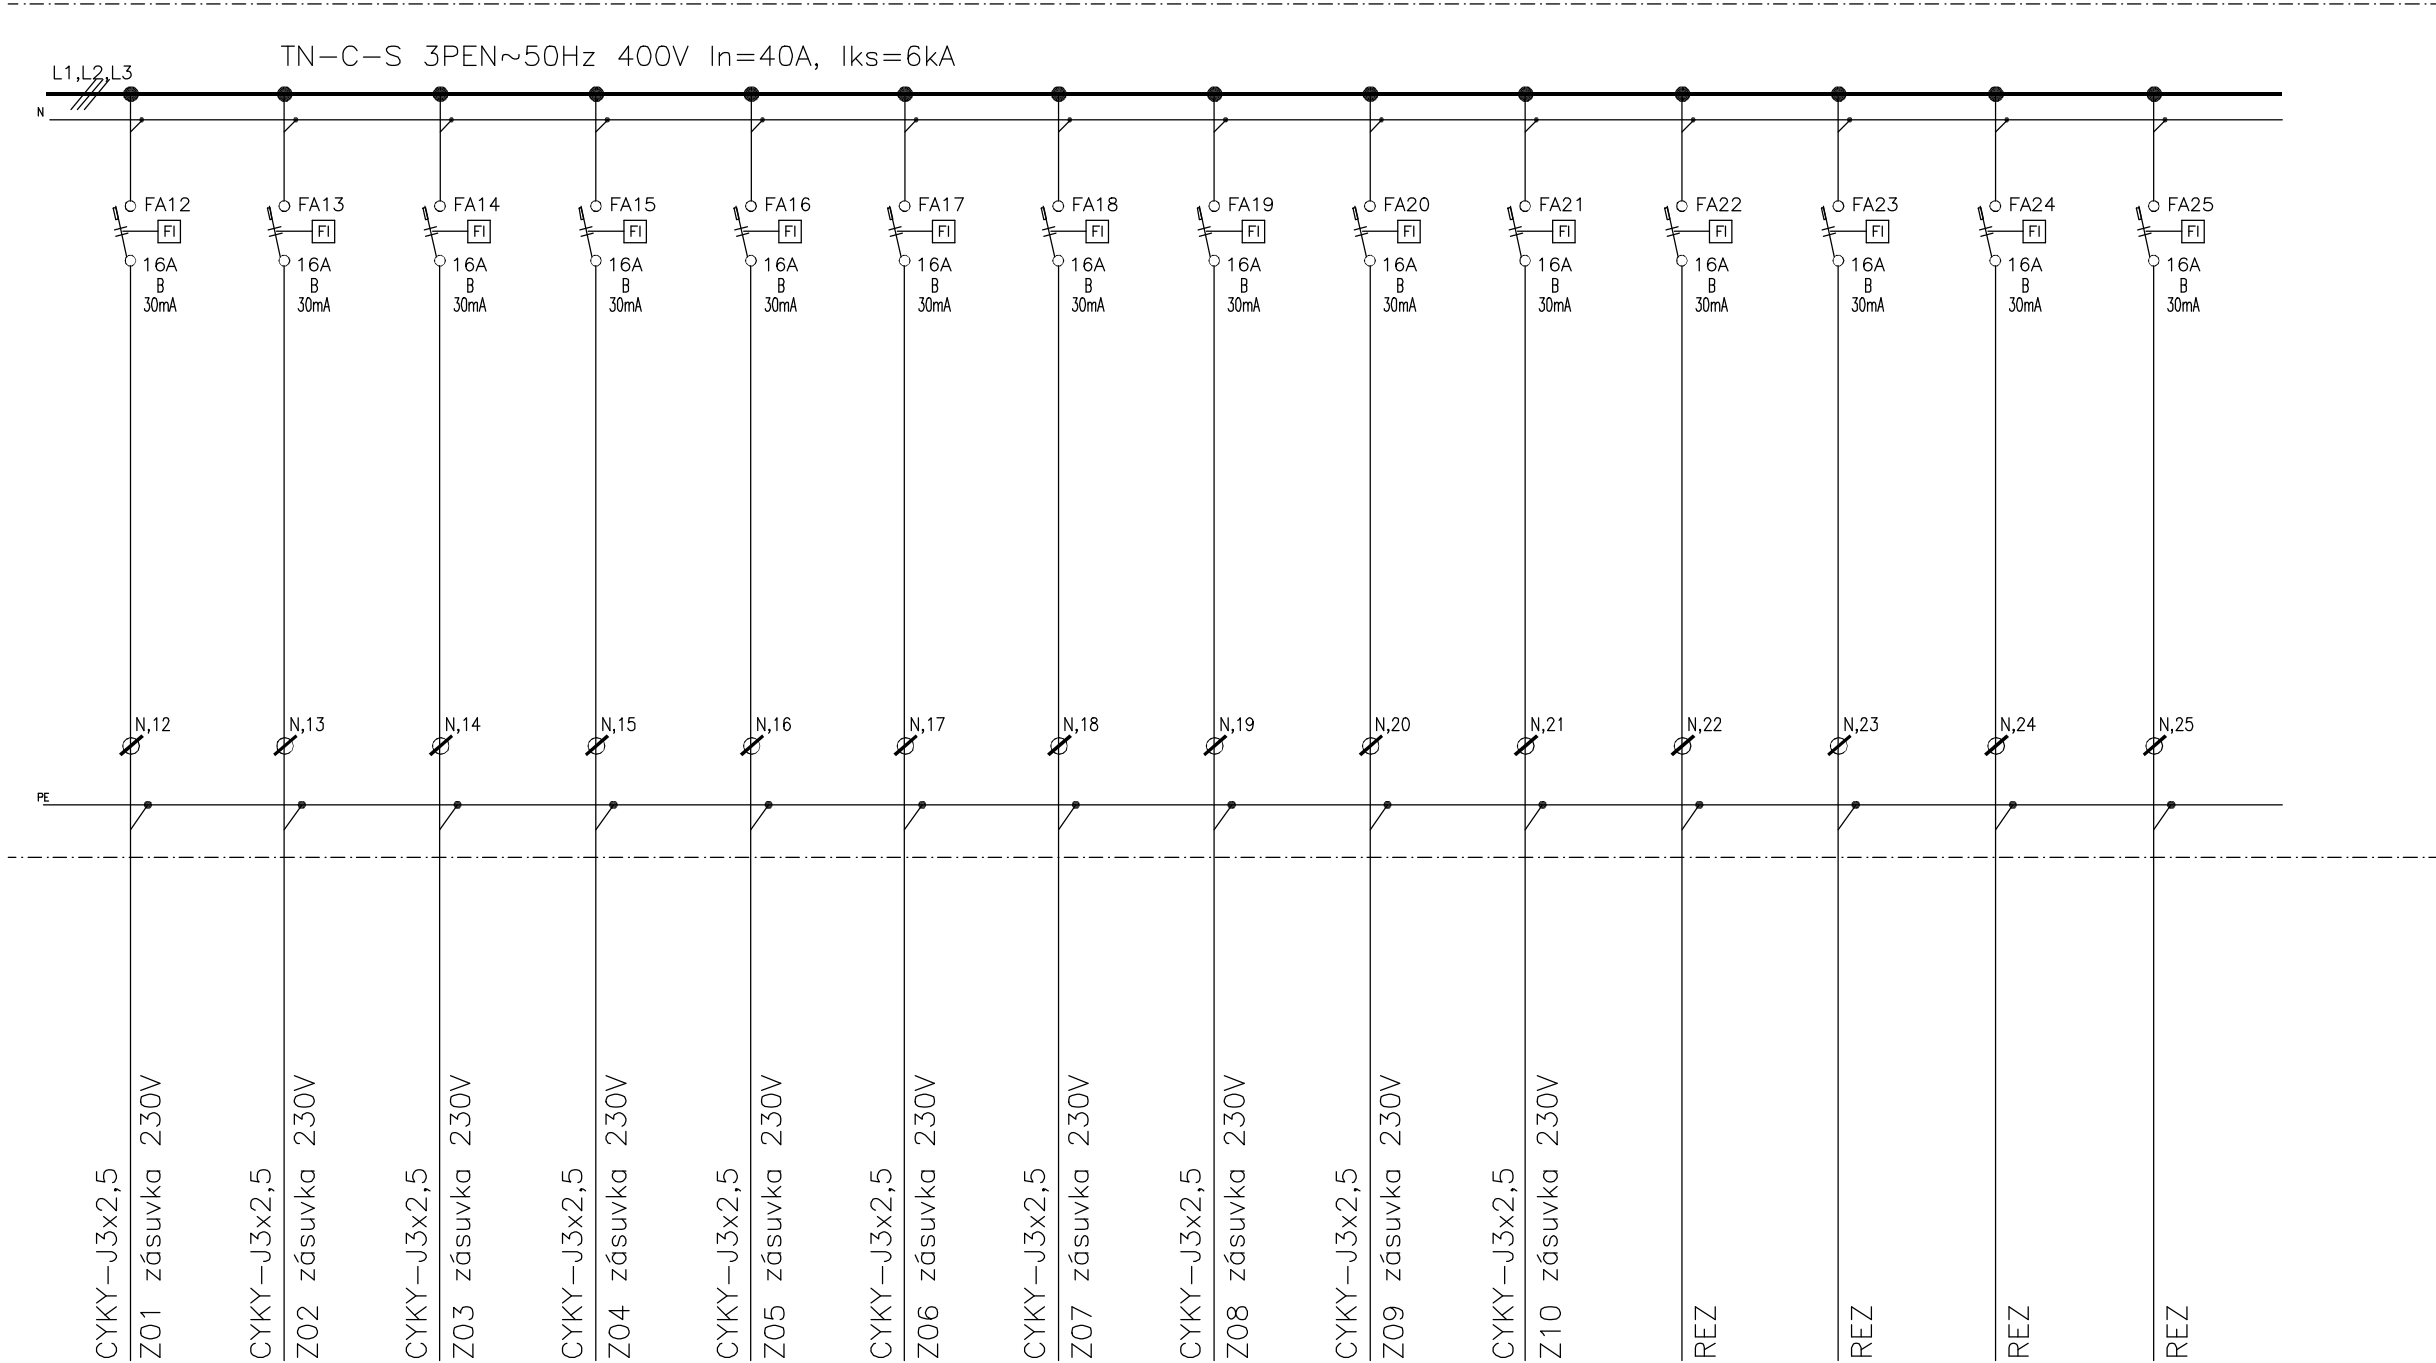 TN-C-S 3PEN~50Hz 400V In=40A, Iks=6kA
L1,L2,L3
N
FA12 FA13 FA14 FA15 FA16 FA17 FA18 FA19 FA20 FA21 FA22 FA23 FA24 FA25
FI FI FI FI FI FI FI FI FI FI FI FI FI FI
16A 16A 16A 16A 16A 16A 16A 16A 16A 16A 16A 16A 16A 16A
B B B B B B B B B B B B B B
30mA 30mA 30mA 30mA 30mA 30mA 30mA 30mA 30mA 30mA 30mA 30mA 30mA 30mA
N,12 N,13 N,14 N,15 N,16 N,17 N,18 N,19 N,20 N,21 N,22 N,23 N,24 N,25
PE
CYKY-J3x2,5
Z01 zásuvka 230V
CYKY-J3x2,5
Z02 zásuvka 230V
CYKY-J3x2,5
Z03 zásuvka 230V
CYKY-J3x2,5
Z04 zásuvka 230V
CYKY-J3x2,5
Z05 zásuvka 230V
CYKY-J3x2,5
Z06 zásuvka 230V
CYKY-J3x2,5
Z07 zásuvka 230V
CYKY-J3x2,5
Z08 zásuvka 230V
CYKY-J3x2,5
Z09 zásuvka 230V
CYKY-J3x2,5
Z10 zásuvka 230V
REZ
REZ
REZ
REZ